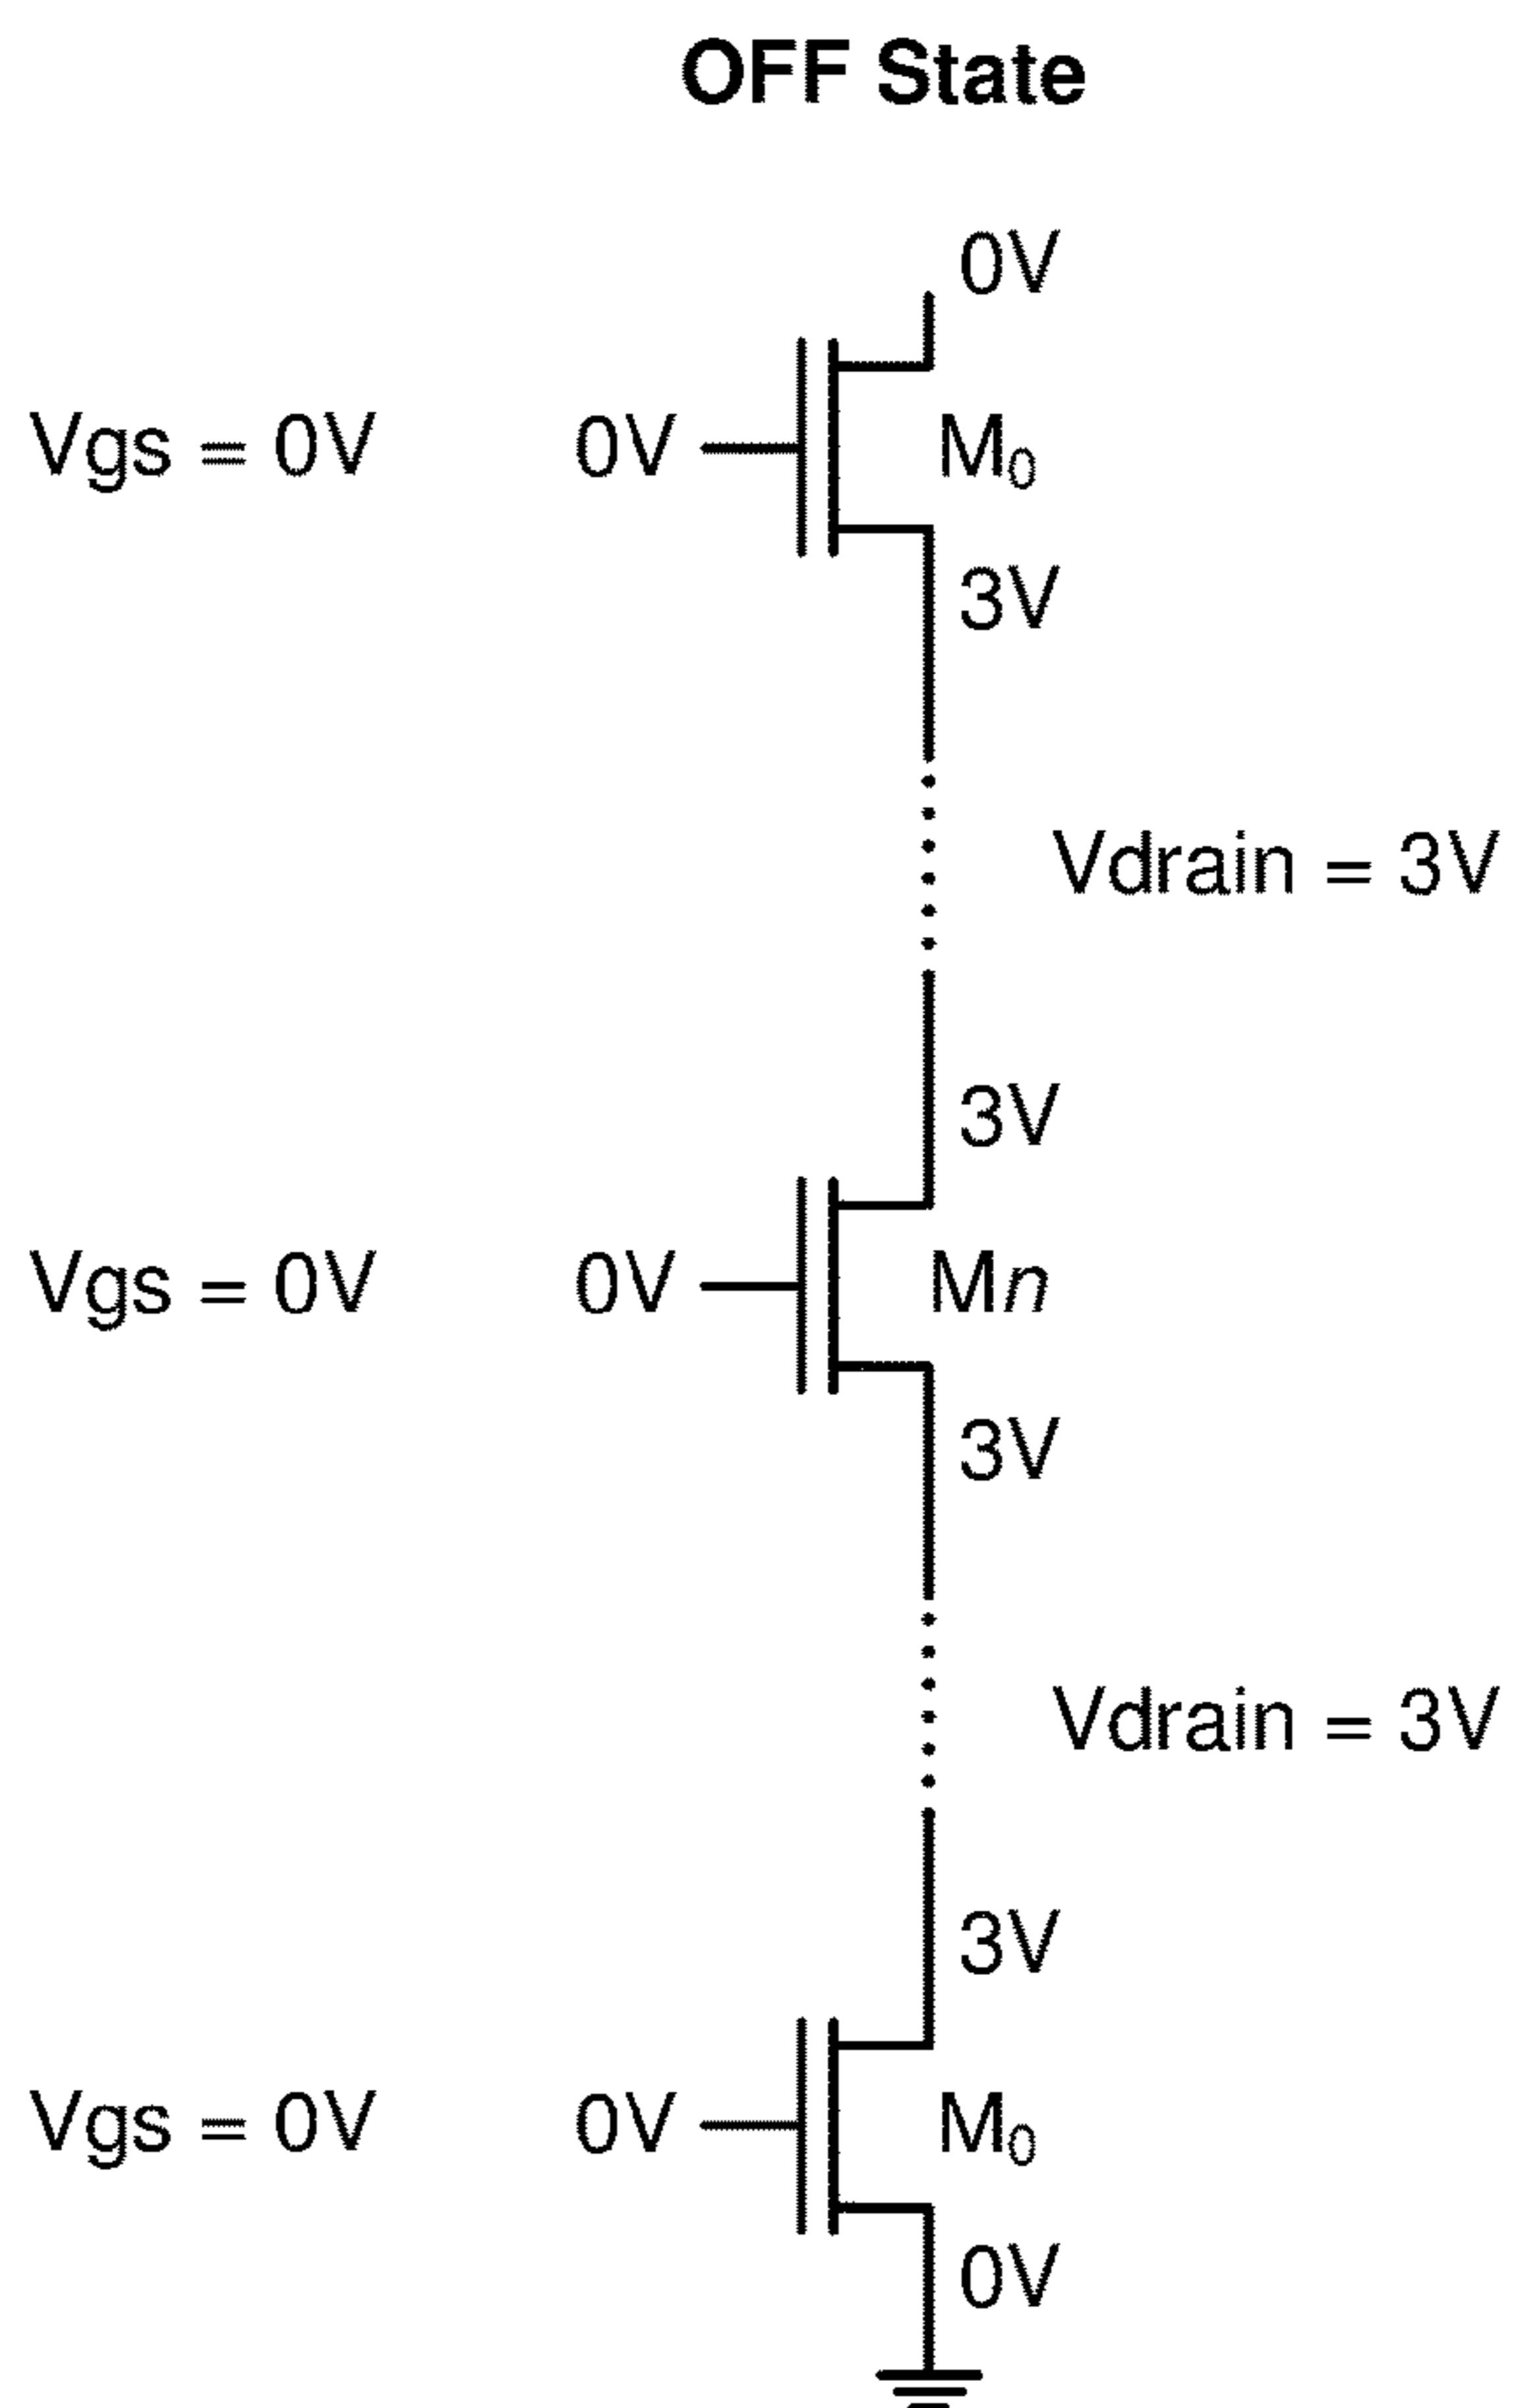 OFF State
0V
Vgs = 0V 0V M₀
3V
Vdrain = 3V
3V
Vgs = 0V 0V Mn
3V
Vdrain = 3V
3V
Vgs = 0V 0V M₀
0V